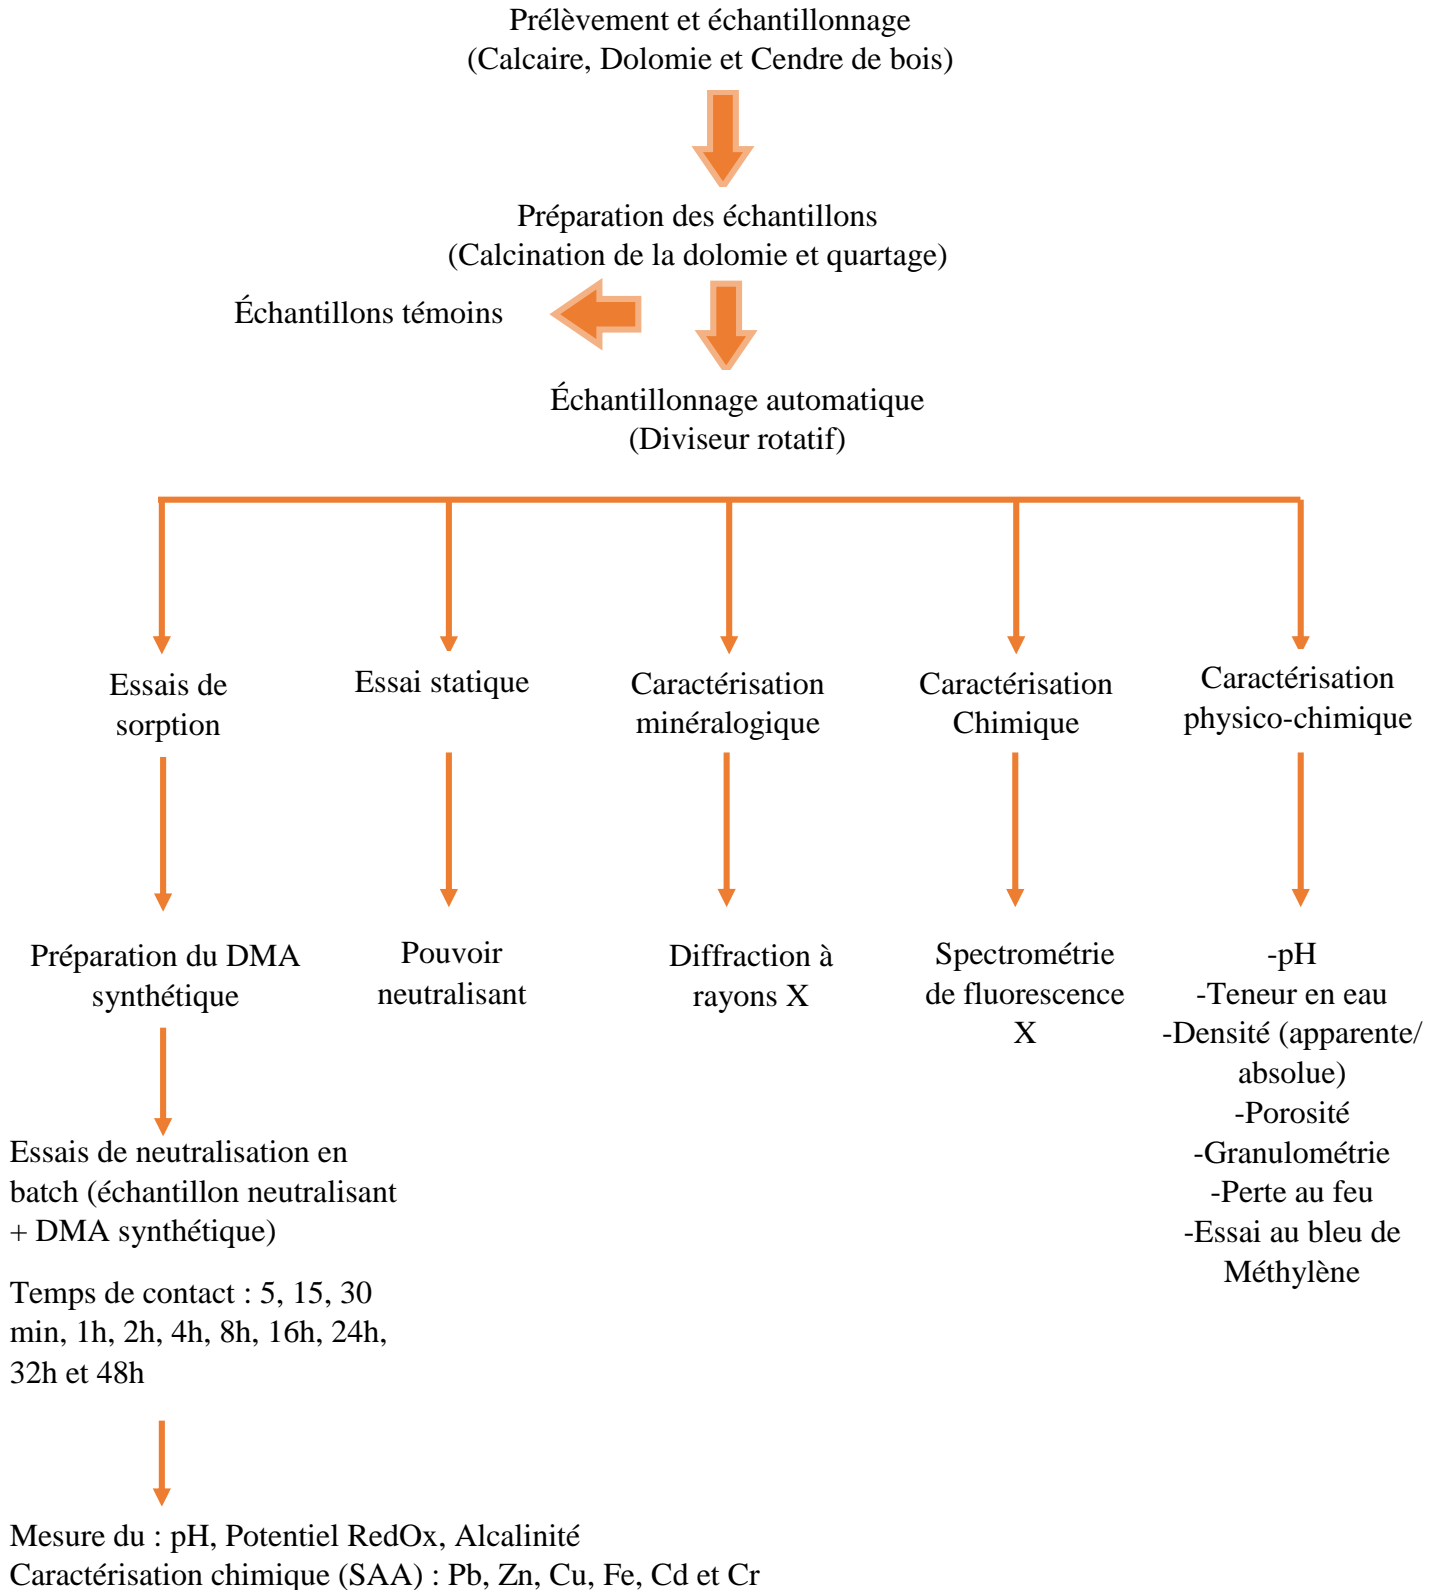 Prélèvement et échantillonnage
(Calcaire, Dolomie et Cendre de bois)
Préparation des échantillons
(Calcination de la dolomie et quartage)
Échantillons témoins
Échantillonnage automatique
(Diviseur rotatif)
Essais de
sorption
Essai statique
Caractérisation
minéralogique
Caractérisation
Chimique
Caractérisation
physico-chimique
Préparation du DMA
synthétique
Pouvoir
neutralisant
Diffraction à
rayons X
Spectrométrie
de fluorescence
X
-pH
-Teneur en eau
-Densité (apparente/
absolue)
-Porosité
-Granulométrie
-Perte au feu
-Essai au bleu de
Méthylène
Essais de neutralisation en
batch (échantillon neutralisant
+ DMA synthétique)
Temps de contact : 5, 15, 30
min, 1h, 2h, 4h, 8h, 16h, 24h,
32h et 48h
Mesure du : pH, Potentiel RedOx, Alcalinité
Caractérisation chimique (SAA) : Pb, Zn, Cu, Fe, Cd et Cr